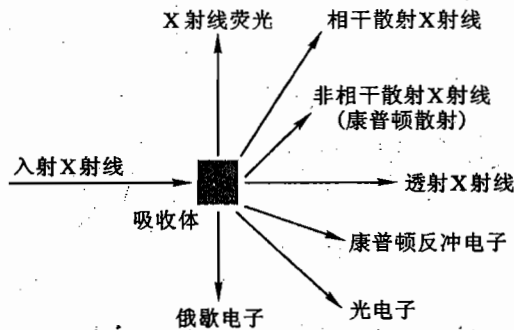 X射线荧光
相干散射X射线
非相干散射X射线
(康普顿散射)
入射X射线
透射X射线
吸收体
康普顿反冲电子
光电子
俄歇电子